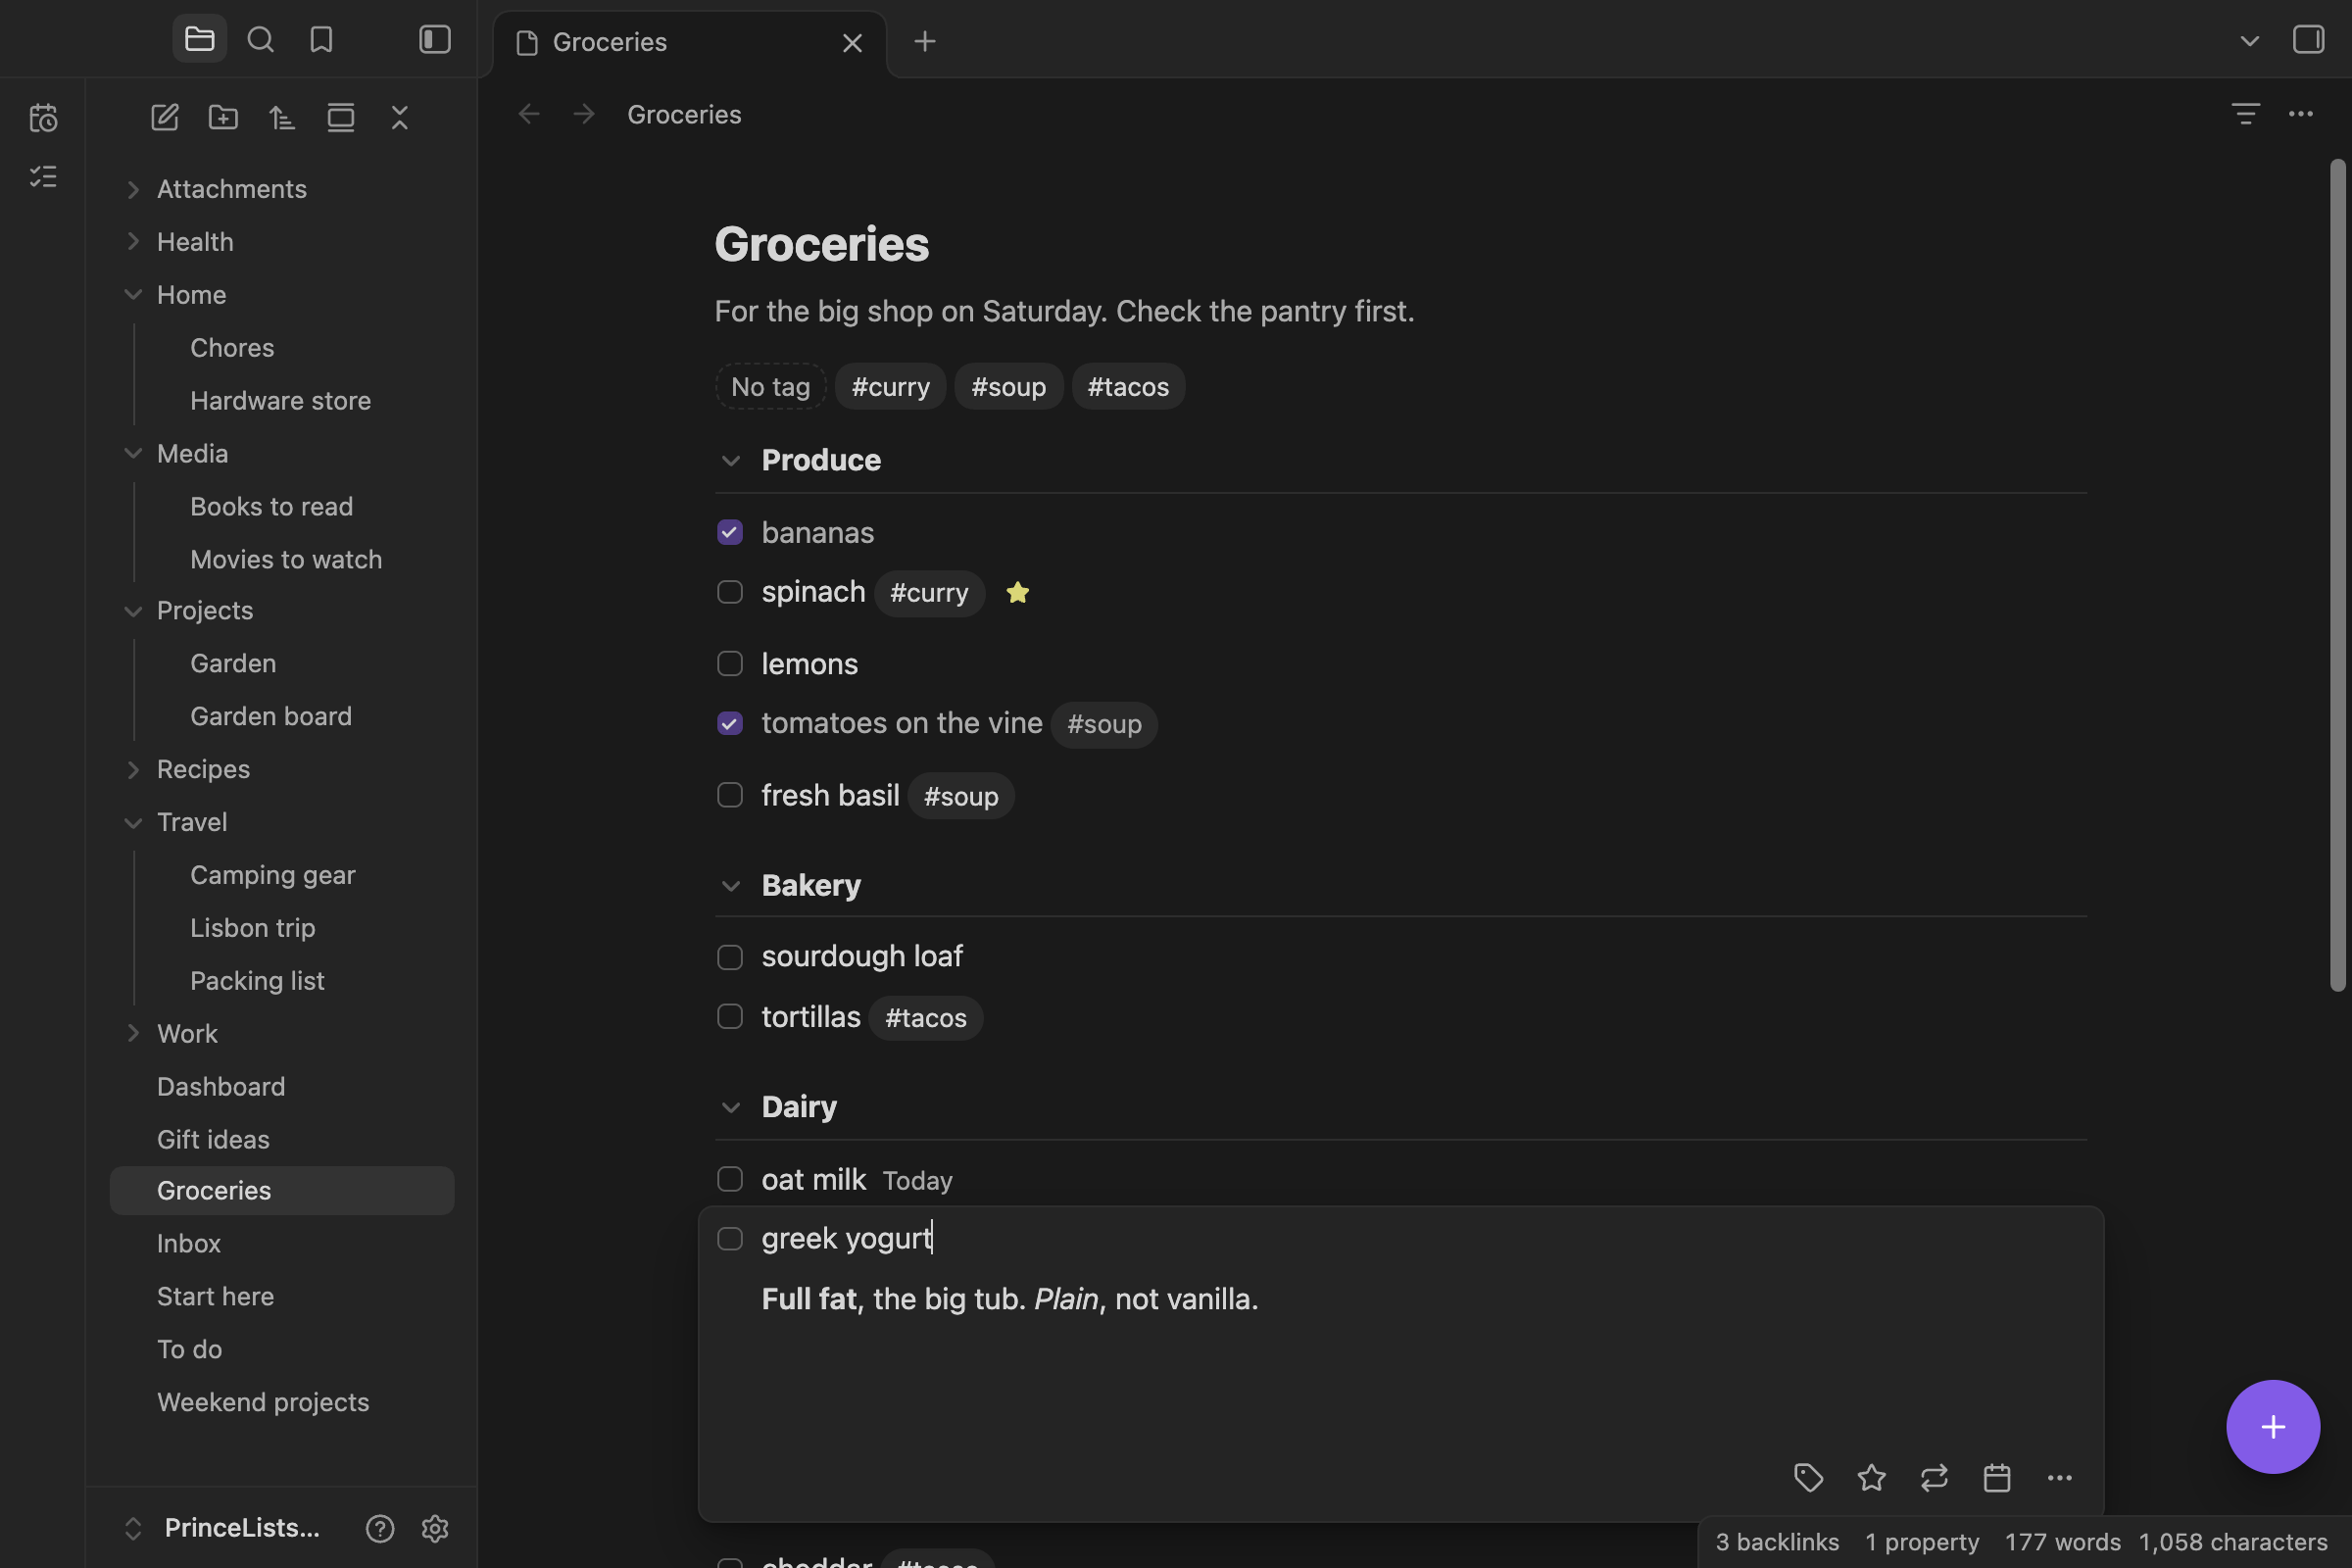 Groceries
Groceries
Attachments
Health
Home
Chores
Hardware store
Media
Books to read
Movies to watch
Projects
Garden
Garden board
Recipes
Travel
Camping gear
Lisbon trip
Packing list
Work
Dashboard
Gift ideas
Groceries
Inbox
Start here
To do
Weekend projects
PrinceLists...
Groceries
For the big shop on Saturday. Check the pantry first.
No tag #curry #soup #tacos
Produce
bananas
spinach #curry
lemons
tomatoes on the vine #soup
fresh basil #soup
Bakery
sourdough loaf
tortillas #tacos
Dairy
oat milk Today
greek yogurt
Full fat, the big tub. Plain, not vanilla.
cheddar #tacos
3 backlinks 1 property 177 words 1,058 characters